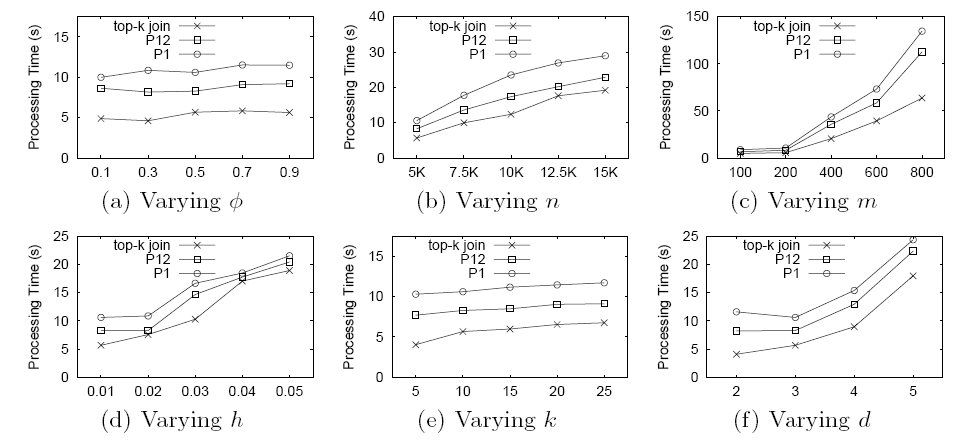 top-k join
P12
P1
Processing Time (s)
15
10
5
0
0.1 0.3 0.5 0.7 0.9
(a) Varying ϕ
top-k join
P12
P1
Processing Time (s)
40
30
20
10
0
5K 7.5K 10K 12.5K 15K
(b) Varying n
top-k join
P12
P1
Processing Time (s)
150
100
50
0
100 200 400 600 800
(c) Varying m
top-k join
P12
P1
Processing Time (s)
25
20
15
10
5
0
0.01 0.02 0.03 0.04 0.05
(d) Varying h
top-k join
P12
P1
Processing Time (s)
15
10
5
0
5 10 15 20 25
(e) Varying k
top-k join
P12
P1
Processing Time (s)
25
20
15
10
5
0
2 3 4 5
(f) Varying d